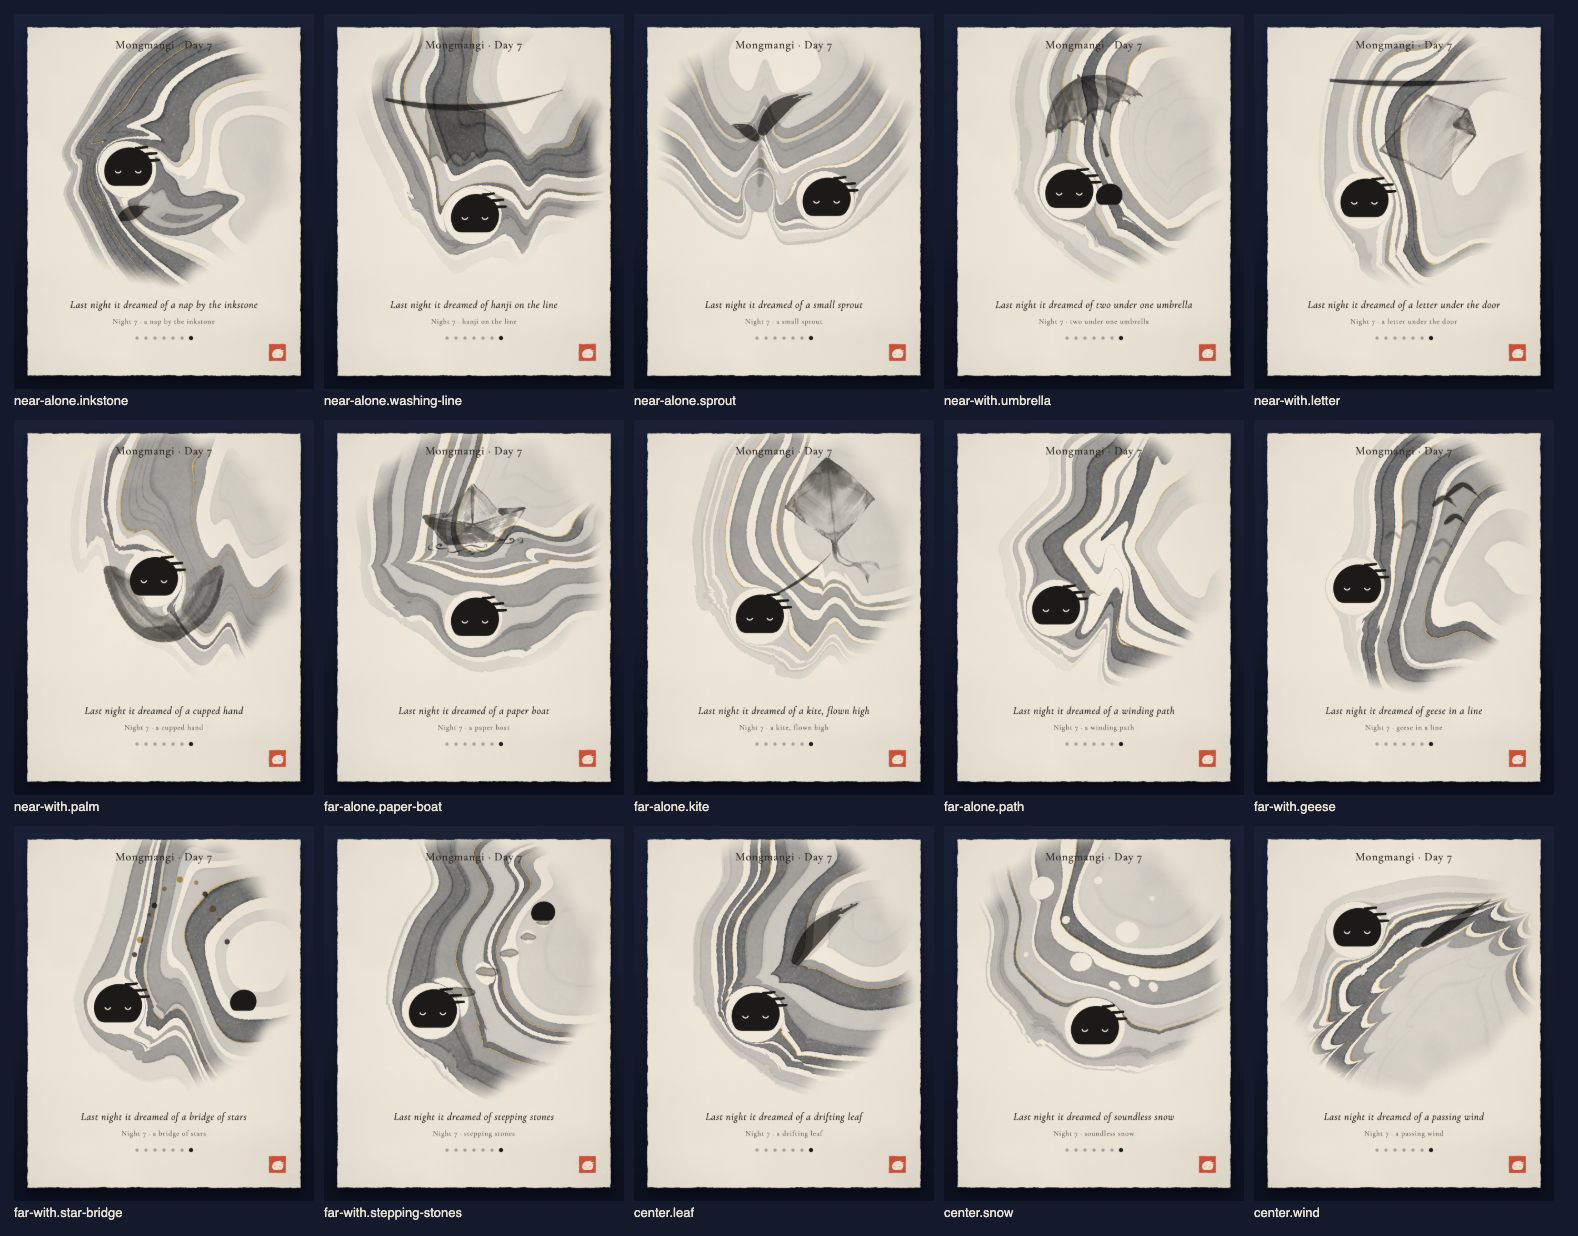 Mongmangi · Day 7
Last night it dreamed of a nap by the inkstone
Night 7 · a nap by the inkstone
near-alone.inkstone
Mongmangi · Day 7
Last night it dreamed of hanji on the line
Night 7 · hanji on the line
near-alone.washing-line
Mongmangi · Day 7
Last night it dreamed of a small sprout
Night 7 · a small sprout
near-alone.sprout
Mongmangi · Day 7
Last night it dreamed of two under one umbrella
Night 7 · two under one umbrella
near-with.umbrella
Mongmangi · Day 7
Last night it dreamed of a letter under the door
Night 7 · a letter under the door
near-with.letter
Mongmangi · Day 7
Last night it dreamed of a cupped hand
Night 7 · a cupped hand
near-with.palm
Mongmangi · Day 7
Last night it dreamed of a paper boat
Night 7 · a paper boat
far-alone.paper-boat
Mongmangi · Day 7
Last night it dreamed of a kite, flown high
Night 7 · a kite, flown high
far-alone.kite
Mongmangi · Day 7
Last night it dreamed of a winding path
Night 7 · a winding path
far-alone.path
Mongmangi · Day 7
Last night it dreamed of geese in a line
Night 7 · geese in a line
far-with.geese
Mongmangi · Day 7
Last night it dreamed of a bridge of stars
Night 7 · a bridge of stars
far-with.star-bridge
Mongmangi · Day 7
Last night it dreamed of stepping stones
Night 7 · stepping stones
far-with.stepping-stones
Mongmangi · Day 7
Last night it dreamed of a drifting leaf
Night 7 · a drifting leaf
center.leaf
Mongmangi · Day 7
Last night it dreamed of soundless snow
Night 7 · soundless snow
center.snow
Mongmangi · Day 7
Last night it dreamed of a passing wind
Night 7 · a passing wind
center.wind